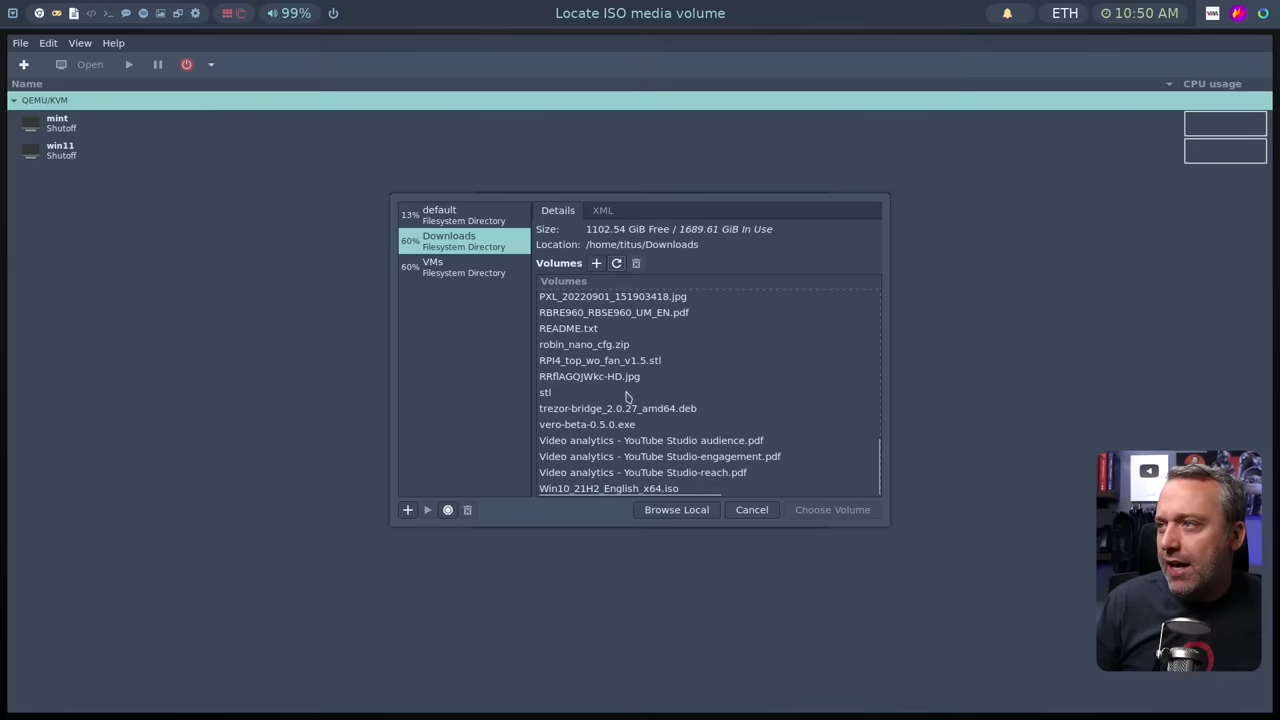 99%
Locate ISO media volume
ETH
10:50 AM
File Edit View Help
Open
Name
CPU usage
QEMU/KVM
mint
Shutoff
win11
Shutoff
13% default
Filesystem Directory
60% Downloads
Filesystem Directory
60% VMs
Filesystem Directory
Details XML
Size: 1102.54 GiB Free / 1689.61 GiB In Use
Location: /home/titus/Downloads
Volumes
Volumes
PXL_20220901_151903418.jpg
RBRE960_RBSE960_UM_EN.pdf
README.txt
robin_nano_cfg.zip
RPI4_top_wo_fan_v1.5.stl
RRflAGQJWkc-HD.jpg
stl
trezor-bridge_2.0.27_amd64.deb
vero-beta-0.5.0.exe
Video analytics - YouTube Studio audience.pdf
Video analytics - YouTube Studio-engagement.pdf
Video analytics - YouTube Studio-reach.pdf
Win10_21H2_English_x64.iso
Browse Local
Cancel
Choose Volume